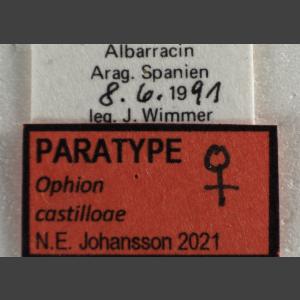 Albarracin
Arag. Spanien
8.6.1991
leg. J. Wimmer
PARATYPE ♀
Ophion
castilloae
N.E. Johansson 2021